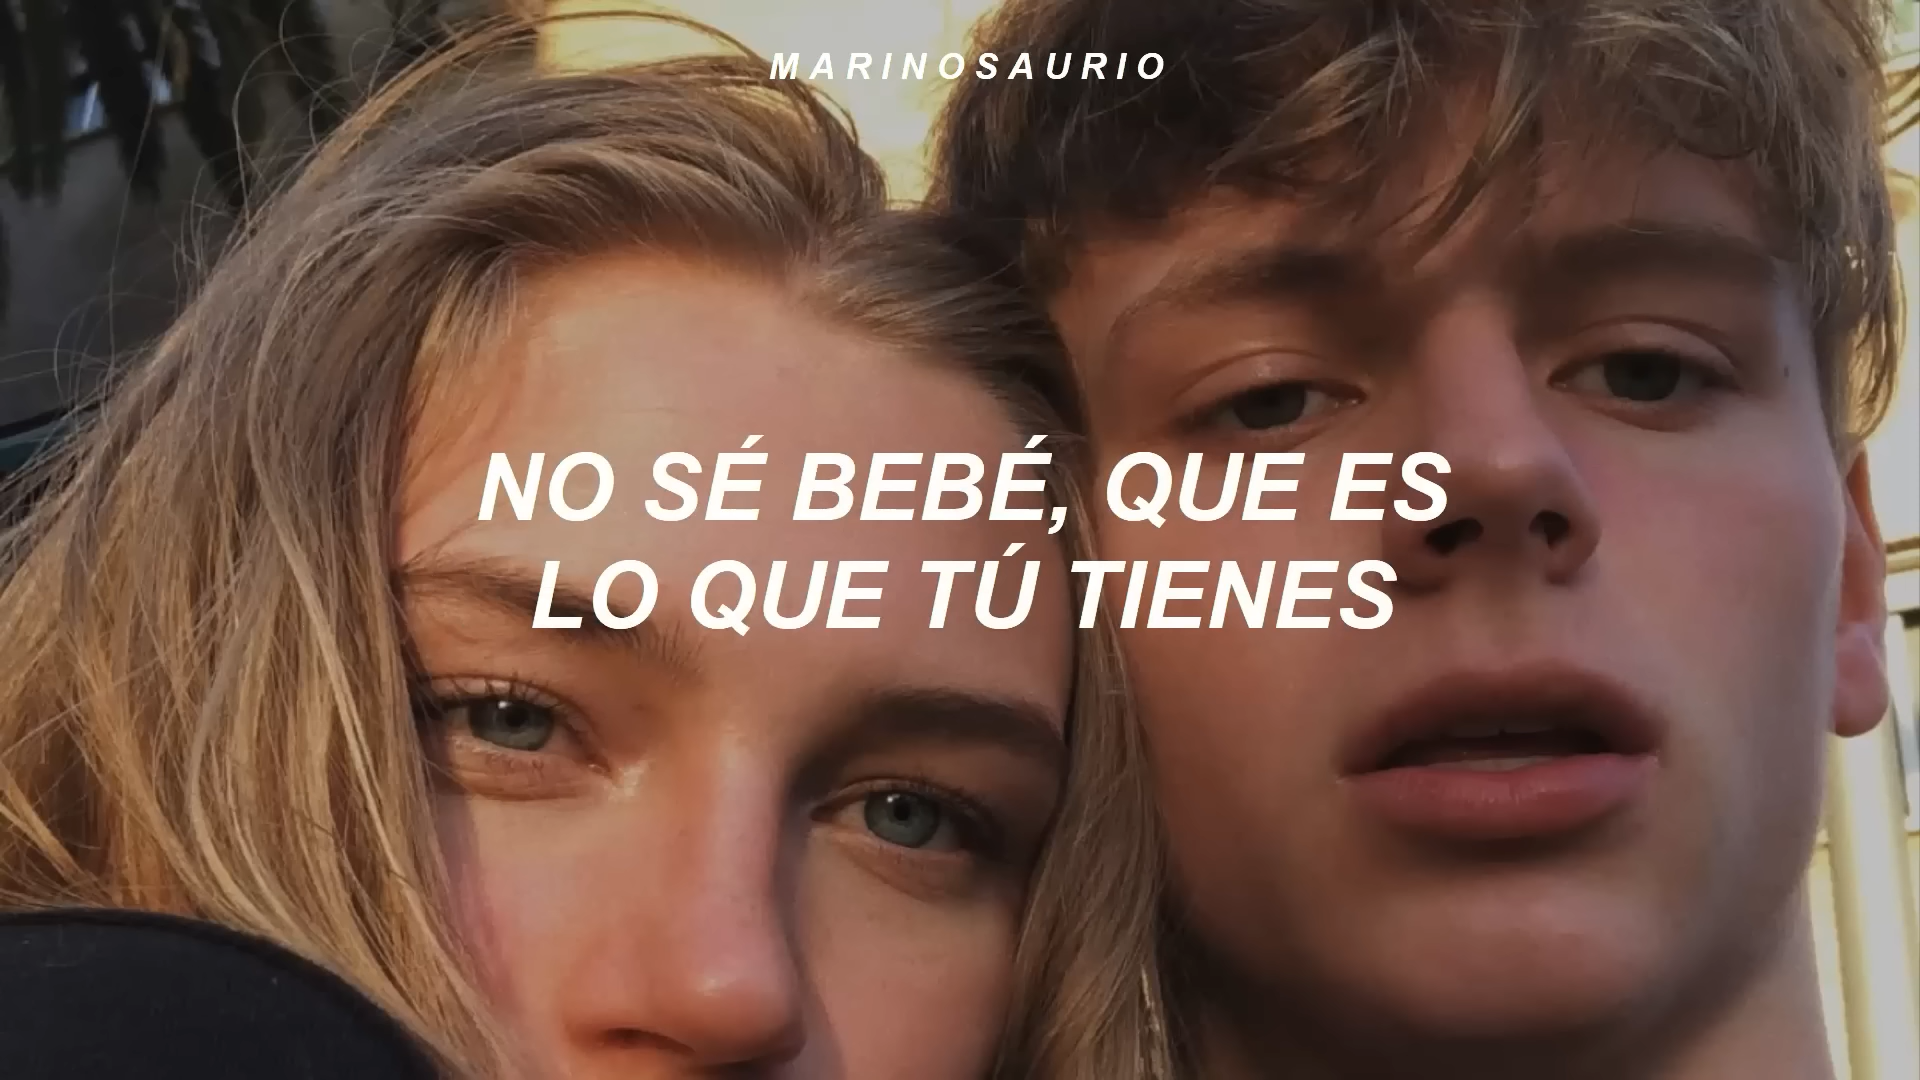 MARINOSAURIO
NO SÉ BEBÉ, QUE ES
LO QUE TÚ TIENES